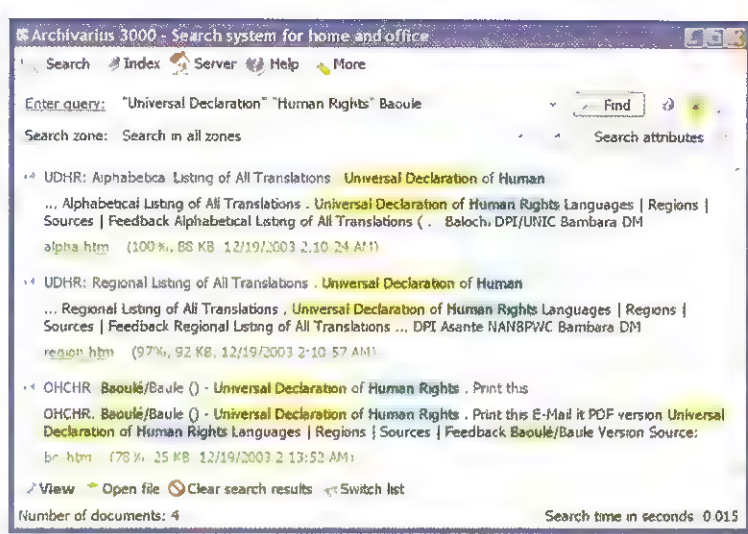 Archivarius 3000 - Search system for home and office
Search Index Server Help More
Enter query: "Universal Declaration" "Human Rights" Baoule Find
Search zone: Search in all zones Search attributes
UDHR: Alphabetical Listing of All Translations Universal Declaration of Human
... Alphabetical Listing of All Translations . Universal Declaration of Human Rights Languages | Regions |
Sources | Feedback Alphabetical Listing of All Translations ( . Balochi DPI/UNIC Bambara DM
alpha.htm (100%, 88 KB 12/19/2003 2:10:24 AM)
UDHR: Regional Listing of All Translations . Universal Declaration of Human
... Regional Listing of All Translations . Universal Declaration of Human Rights Languages | Regions |
Sources | Feedback Regional Listing of All Translations ... DPI Asante NANBPWC Bambara DM
region.htm (97%, 92 KB, 12/19/2003 2:10:57 AM)
OHCHR Baoulé/Baule () - Universal Declaration of Human Rights . Print this
OHCHR. Baoulé/Baule () - Universal Declaration of Human Rights . Print this E-Mail it PDF version Universal
Declaration of Human Rights Languages | Regions | Sources | Feedback Baoulé/Baule Version Source:
(78% 25 KB 12/19/2003 2:13:52 AM)
View Open file Clear search results Switch list
Number of documents: 4 Search time in seconds 0.015